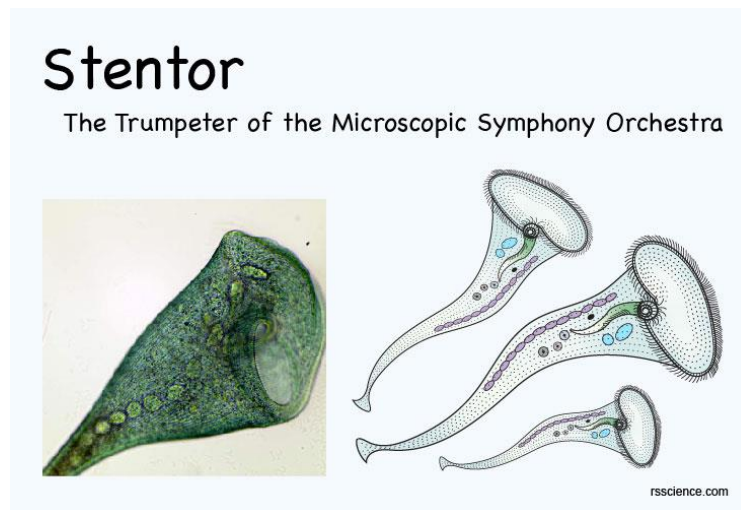 Stentor
The Trumpeter of the Microscopic Symphony Orchestra
rsscience.com